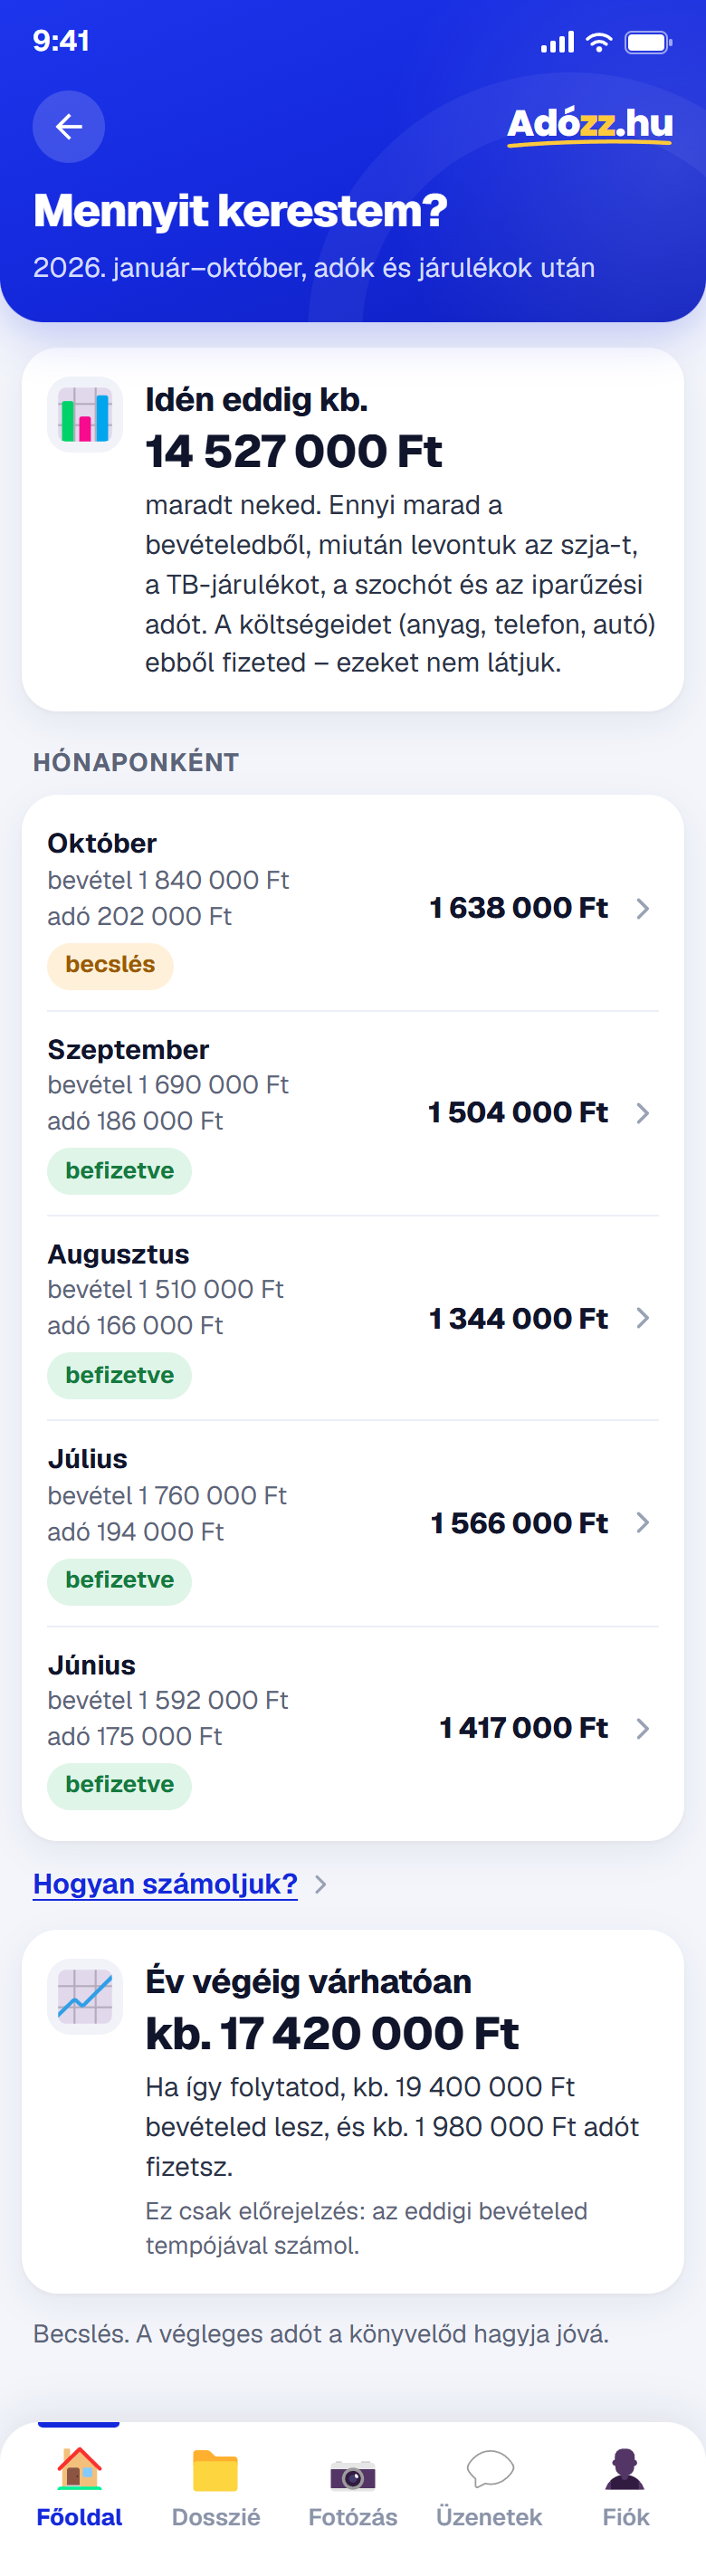 9:41
Adózz.hu
Mennyit kerestem?
2026. január–október, adók és járulékok után
Idén eddig kb.
14 527 000 Ft
maradt neked. Ennyi marad a
bevételedből, miután levontuk az szja-t,
a TB-járulékot, a szochót és az iparűzési
adót. A költségeidet (anyag, telefon, autó)
ebből fizeted – ezeket nem látjuk.
HÓNAPONKÉNT
Október
bevétel 1 840 000 Ft
adó 202 000 Ft
1 638 000 Ft
becslés
Szeptember
bevétel 1 690 000 Ft
adó 186 000 Ft
1 504 000 Ft
befizetve
Augusztus
bevétel 1 510 000 Ft
adó 166 000 Ft
1 344 000 Ft
befizetve
Július
bevétel 1 760 000 Ft
adó 194 000 Ft
1 566 000 Ft
befizetve
Június
bevétel 1 592 000 Ft
adó 175 000 Ft
1 417 000 Ft
befizetve
Hogyan számoljuk?
Év végéig várhatóan
kb. 17 420 000 Ft
Ha így folytatod, kb. 19 400 000 Ft
bevételed lesz, és kb. 1 980 000 Ft adót
fizetsz.
Ez csak előrejelzés: az eddigi bevételed
tempójával számol.
Becslés. A végleges adót a könyvelőd hagyja jóvá.
Főoldal
Dosszié
Fotózás
Üzenetek
Fiók